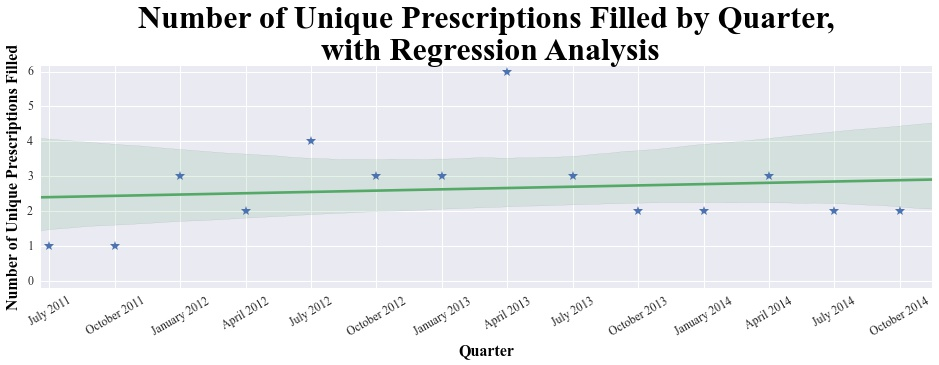 Number of Unique Prescriptions Filled by Quarter,
with Regression Analysis
Number of Unique Prescriptions Filled
6
5
4
3
2
1
0
July 2011
October 2011
January 2012
April 2012
July 2012
October 2012
January 2013
April 2013
July 2013
October 2013
January 2014
April 2014
July 2014
October 2014
Quarter